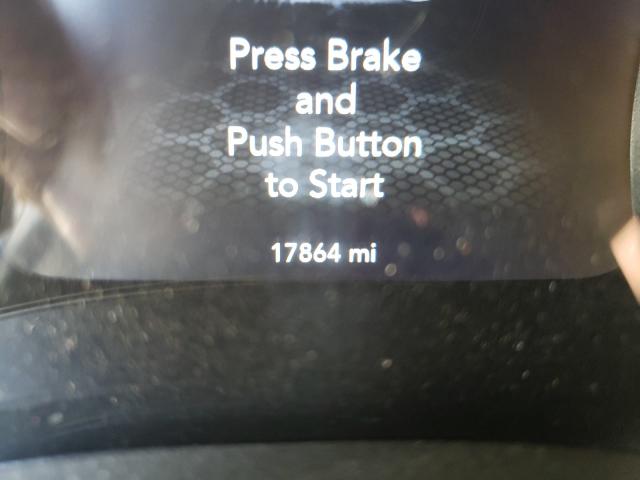 Press Brake
and
Push Button
to Start
17864 mi